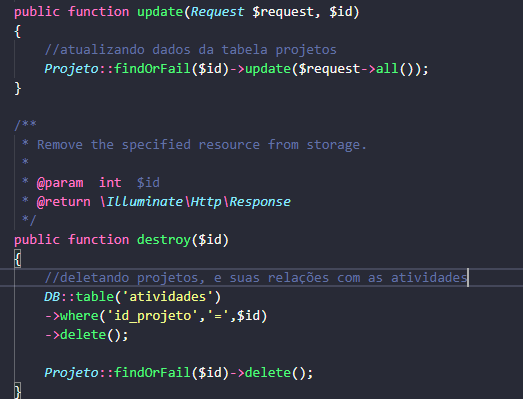 public function update(Request $request, $id)
{
    //atualizando dados da tabela projetos
    Projeto::findOrFail($id)->update($request->all());
}

/**
 * Remove the specified resource from storage.
 *
 * @param  int  $id
 * @return \Illuminate\Http\Response
 */
public function destroy($id)
{
    //deletando projetos, e suas relações com as atividades
    DB::table('atividades')
    ->where('id_projeto','=',$id)
    ->delete();

    Projeto::findOrFail($id)->delete();
}